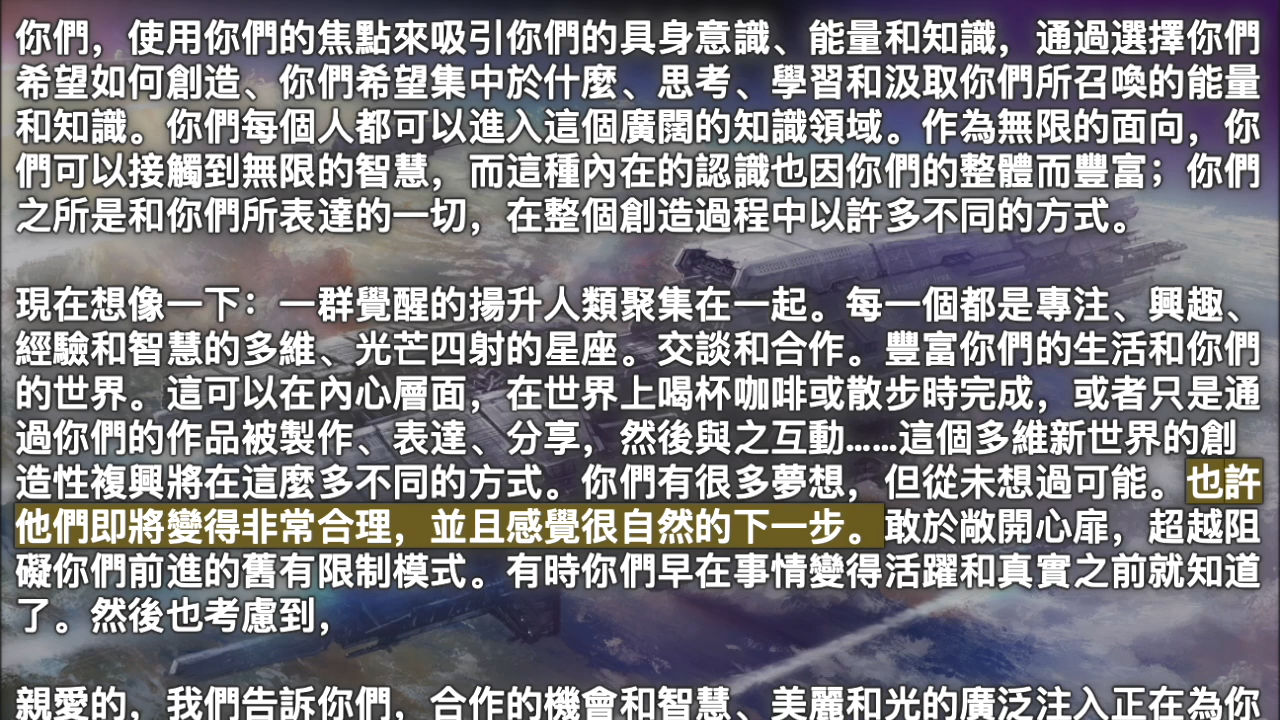 你們，使用你們的焦點來吸引你們的具身意識、能量和知識，通過選擇你們
希望如何創造、你們希望集中於什麼、思考、學習和汲取你們所召喚的能量
和知識。你們每個人都可以進入這個廣闊的知識領域。作為無限的面向，你
們可以接觸到無限的智慧，而這種內在的認識也因你們的整體而豐富；你們
之所是和你們所表達的一切，在整個創造過程中以許多不同的方式。
現在想像一下：一群覺醒的揚升人類聚集在一起。每一個都是專注、興趣、
經驗和智慧的多維、光芒四射的星座。交談和合作。豐富你們的生活和你們
的世界。這可以在內心層面，在世界上喝杯咖啡或散步時完成，或者只是通
過你們的作品被製作、表達、分享，然後與之互動……這個多維新世界的創
造性複興將在這麼多不同的方式。你們有很多夢想，但從未想過可能。也許
他們即將變得非常合理，並且感覺很自然的下一步。敢於敞開心扉，超越阻
礙你們前進的舊有限制模式。有時你們早在事情變得活躍和真實之前就知道
了。然後也考慮到，
親愛的，我們告訴你們，合作的機會和智慧、美麗和光的廣泛注入正在為你